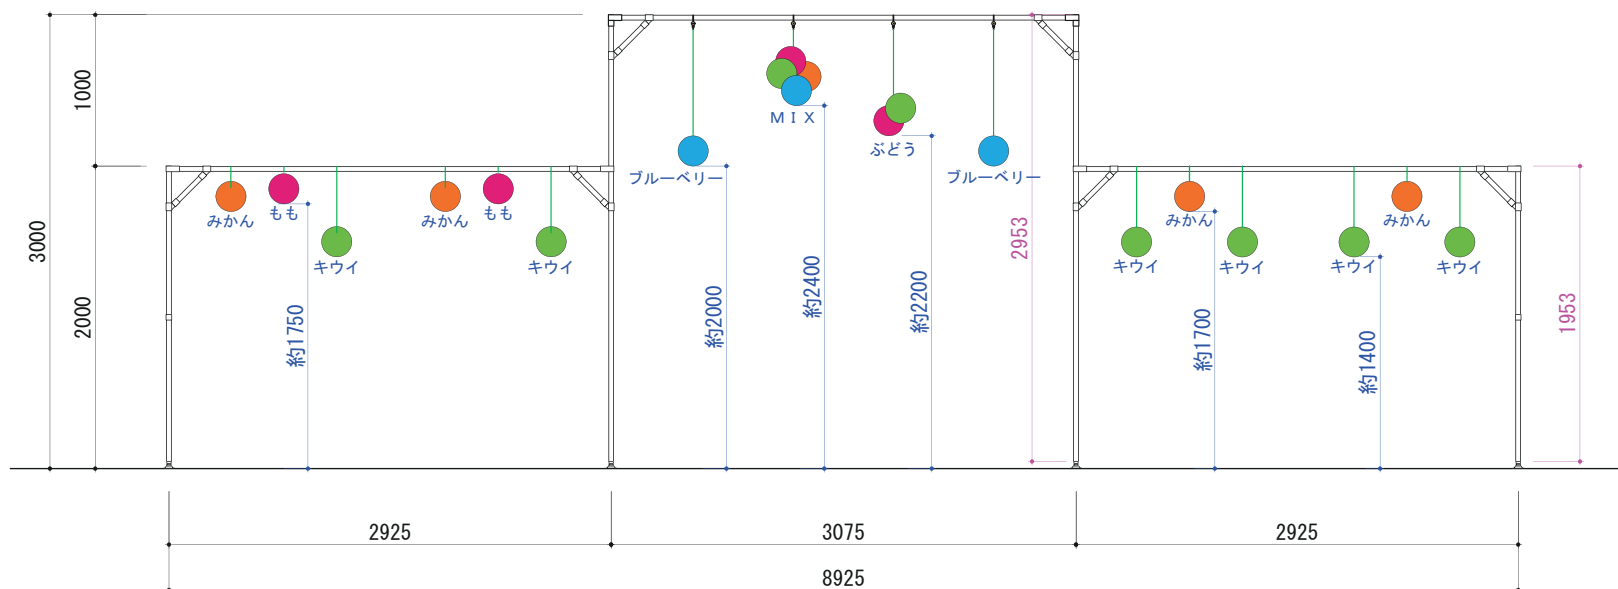 1000
3000
2000
みかん
もも
キウイ
みかん
もも
キウイ
約1750
ブルーベリー
MIX
ぶどう
ブルーベリー
約2000
約2400
約2200
2953
キウイ
みかん
キウイ
キウイ
みかん
キウイ
約1700
約1400
1953
2925
3075
2925
8925